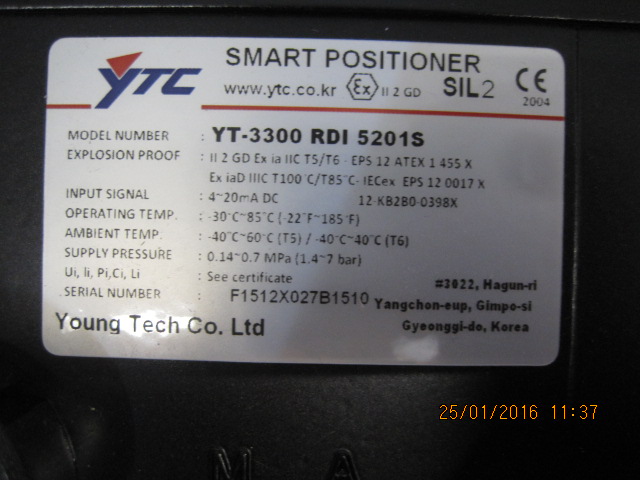 YTC
SMART POSITIONER
www.ytc.co.kr Ex II 2 GD SIL2 CE
2004
MODEL NUMBER : YT-3300 RDI 5201S
EXPLOSION PROOF : II 2 GD Ex ia IIC T5/T6 - EPS 12 ATEX 1 455 X
Ex iaD IIIC T100°C/T85°C- IECex EPS 12 0017 X
INPUT SIGNAL : 4~20mA DC 12-KB2B0-0398X
OPERATING TEMP. : -30°C~85°C (-22°F~185°F)
AMBIENT TEMP. : -40°C~60°C (T5) / -40°C~40°C (T6)
SUPPLY PRESSURE : 0.14~0.7 MPa (1.4~7 bar)
Ui, Ii, Pi,Ci, Li : See certificate
SERIAL NUMBER : F1512X027B1510
#3022, Hagun-ri
Yangchon-eup, Gimpo-si
Gyeonggi-do, Korea
Young Tech Co. Ltd
25/01/2016 11:37
M A